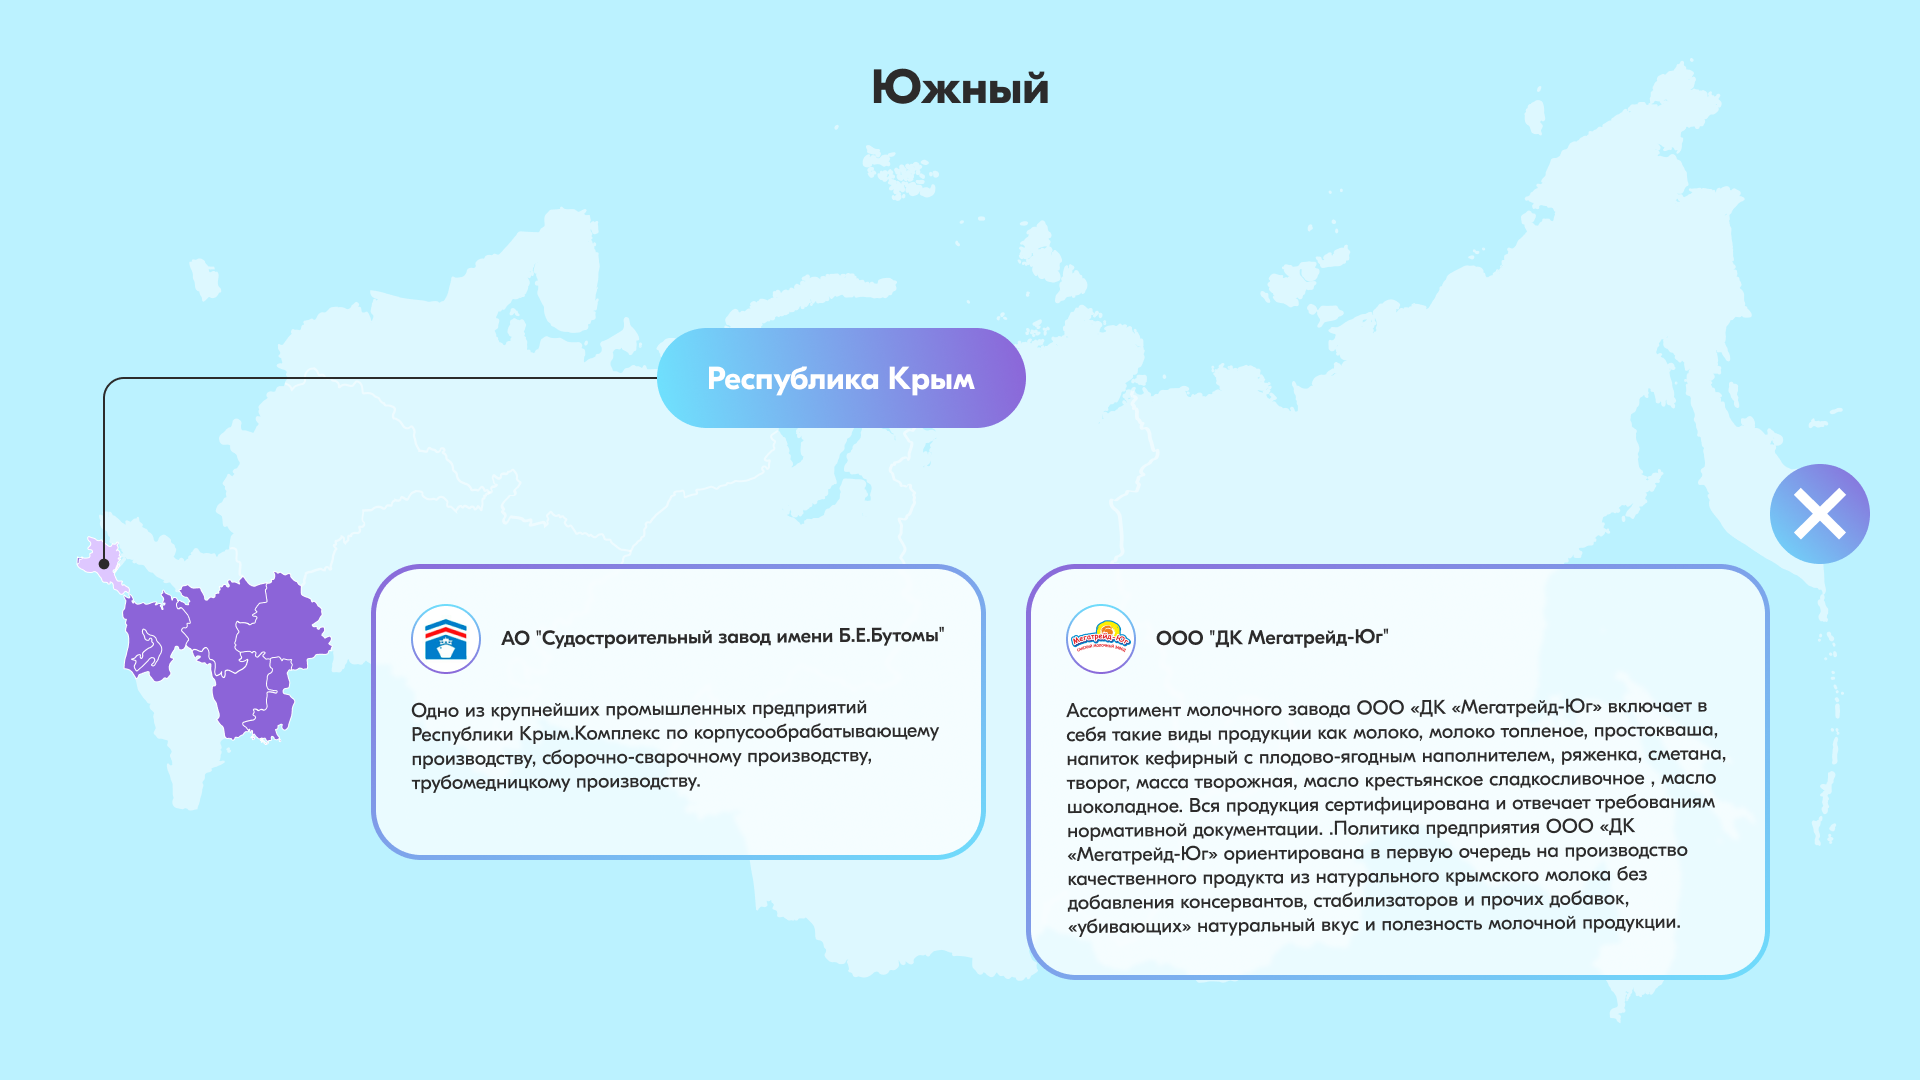 Южный
Республика Крым
АО "Судостроительный завод имени Б.Е.Бутомы"
Одно из крупнейших промышленных предприятий
Республики Крым.Комплекс по корпусообрабатывающему
производству, сборочно-сварочному производству,
трубомедницкому производству.
Мегатрейд-Юг
ООО "ДК Мегатрейд-Юг"
Ассортимент молочного завода ООО «ДК «Мегатрейд-Юг» включает в
себя такие виды продукции как молоко, молоко топленое, простокваша,
напиток кефирный с плодово-ягодным наполнителем, ряженка, сметана,
творог, масса творожная, масло крестьянское сладкосливочное , масло
шоколадное. Вся продукция сертифицирована и отвечает требованиям
нормативной документации. .Политика предприятия ООО «ДК
«Мегатрейд-Юг» ориентирована в первую очередь на производство
качественного продукта из натурального крымского молока без
добавления консервантов, стабилизаторов и прочих добавок,
«убивающих» натуральный вкус и полезность молочной продукции.